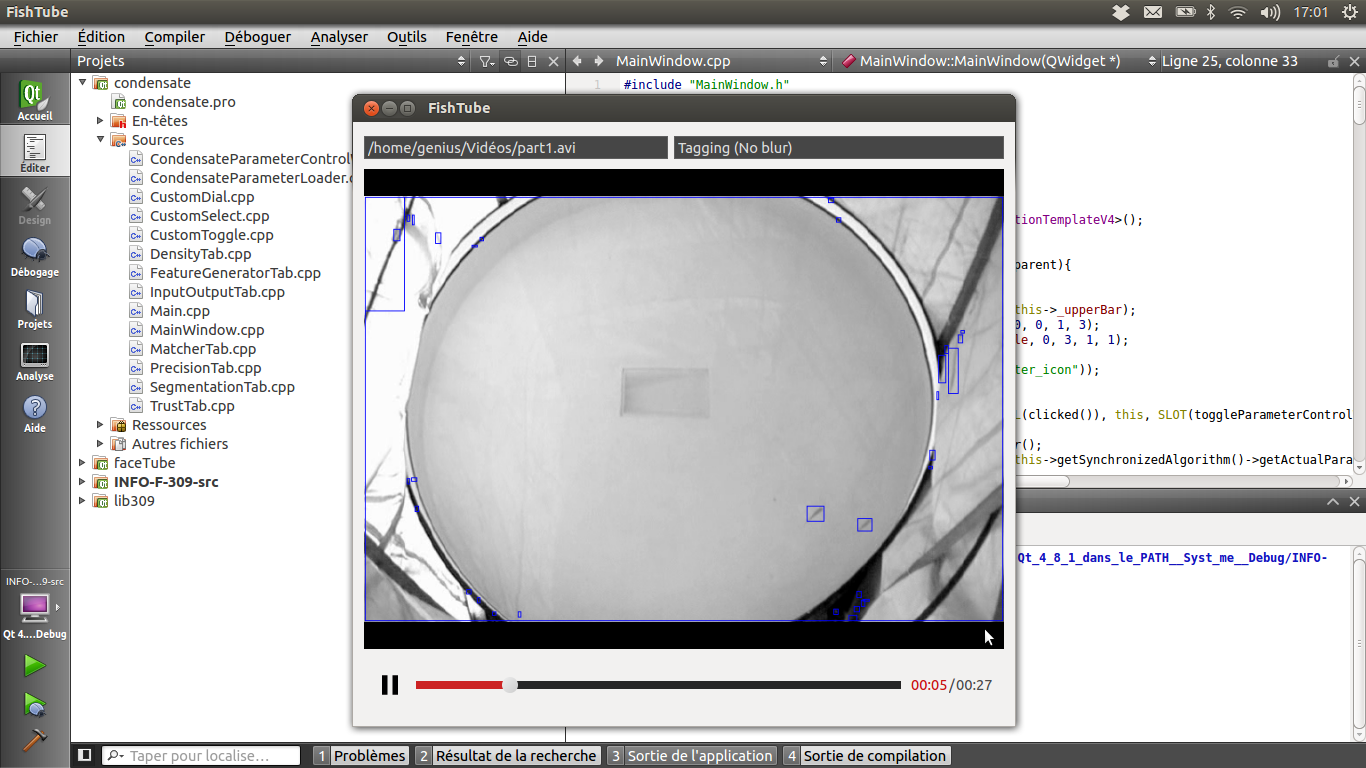 FishTube
17:01
Fichier Édition Compiler Déboguer Analyser Outils Fenêtre Aide
Projets
MainWindow.cpp
MainWindow::MainWindow(QWidget *)
Ligne 25, colonne 33
Qt
Accueil
Éditer
Design
Débogage
Projets
Analyse
Aide
INFO-...9-src
Qt 4....Debug
condensate
condensate.pro
En-têtes
Sources
CondensateParameterControl
CondensateParameterLoader.c
CustomDial.cpp
CustomSelect.cpp
CustomToggle.cpp
DensityTab.cpp
FeatureGeneratorTab.cpp
InputOutputTab.cpp
Main.cpp
MainWindow.cpp
MatcherTab.cpp
PrecisionTab.cpp
SegmentationTab.cpp
TrustTab.cpp
Ressources
Autres fichiers
faceTube
INFO-F-309-src
lib309
1 #include "MainWindow.h"
tionTemplateV4>();
parent){
this->_upperBar);
0, 0, 1, 3);
le, 0, 3, 1, 1);
ter_icon"));
L(clicked()), this, SLOT(toggleParameterControl
r();
this->getSynchronizedAlgorithm()->getActualPara
FishTube
/home/genius/Vidéos/part1.avi
Tagging (No blur)
00:05/00:27
Qt_4_8_1_dans_le_PATH__Syst_me__Debug/INFO-
Taper pour localise...
1 Problèmes
2 Résultat de la recherche
3 Sortie de l'application
4 Sortie de compilation